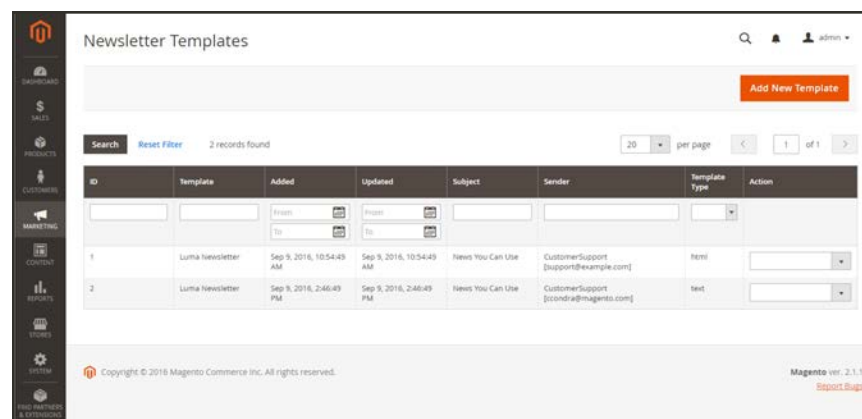 Newsletter Templates
admin
DASHBOARD
Add New Template
SALES
Search Reset Filter 2 records found 20 per page 1 of 1
PRODUCTS
ID Template Added Updated Subject Sender Template Type Action
CUSTOMERS
From From
MARKETING
To To
1 Luma Newsletter Sep 9, 2016, 10:54:49 AM Sep 9, 2016, 10:54:49 AM News You Can Use CustomerSupport [support@example.com] html
CONTENT
2 Luma Newsletter Sep 9, 2016, 2:46:49 PM Sep 9, 2016, 2:46:49 PM News You Can Use CustomerSupport [ccondra@magento.com] text
REPORTS
STORES
SYSTEM
Copyright © 2016 Magento Commerce Inc. All rights reserved. Magento ver. 2.1.1
Report Bugs
FIND PARTNERS
& EXTENSIONS